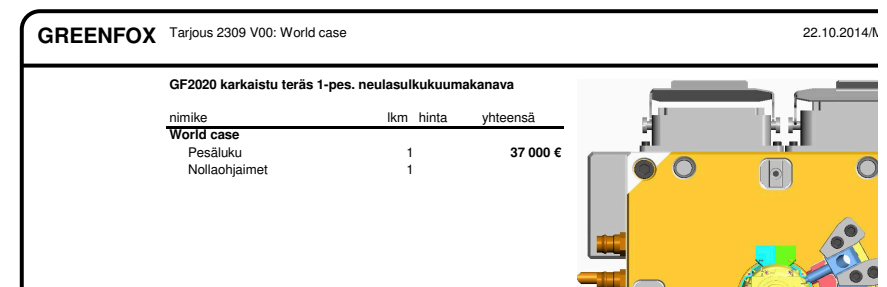 GREENFOX Tarjous 2309 V00: World case 22.10.2014/M
GF2020 karkaistu teräs 1-pes. neulasulkukuumakanava
nimike lkm hinta yhteensä
World case
Pesäluku 1 37 000 €
Nollaohjaimet 1